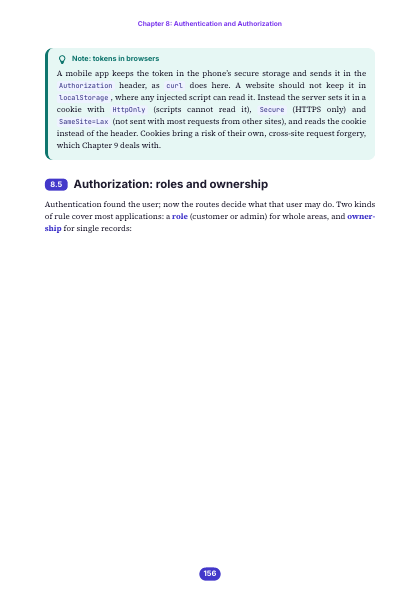 Chapter 8: Authentication and Authorization
Note: tokens in browsers
A mobile app keeps the token in the phone's secure storage and sends it in the
Authorization header, as curl does here. A website should not keep it in
localStorage, where any injected script can read it. Instead the server sets it in a
cookie with HttpOnly (scripts cannot read it), Secure (HTTPS only) and
SameSite=Lax (not sent with most requests from other sites), and reads the cookie
instead of the header. Cookies bring a risk of their own, cross-site request forgery,
which Chapter 9 deals with.
8.5 Authorization: roles and ownership
Authentication found the user; now the routes decide what that user may do. Two kinds
of rule cover most applications: a role (customer or admin) for whole areas, and owner-
ship for single records:
156